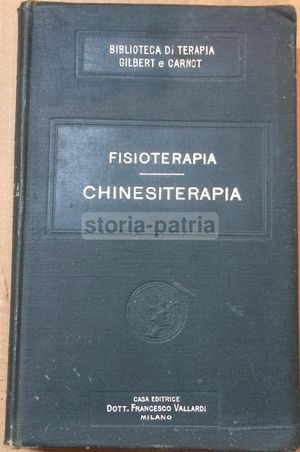 BIBLIOTECA Di TERAPIA
GILBERT e CARNOT
FISIOTERAPIA
CHINESITERAPIA
storia-patria
CASA EDITRICE
DOTT. FRANCESCO VALLARDI
MILANO